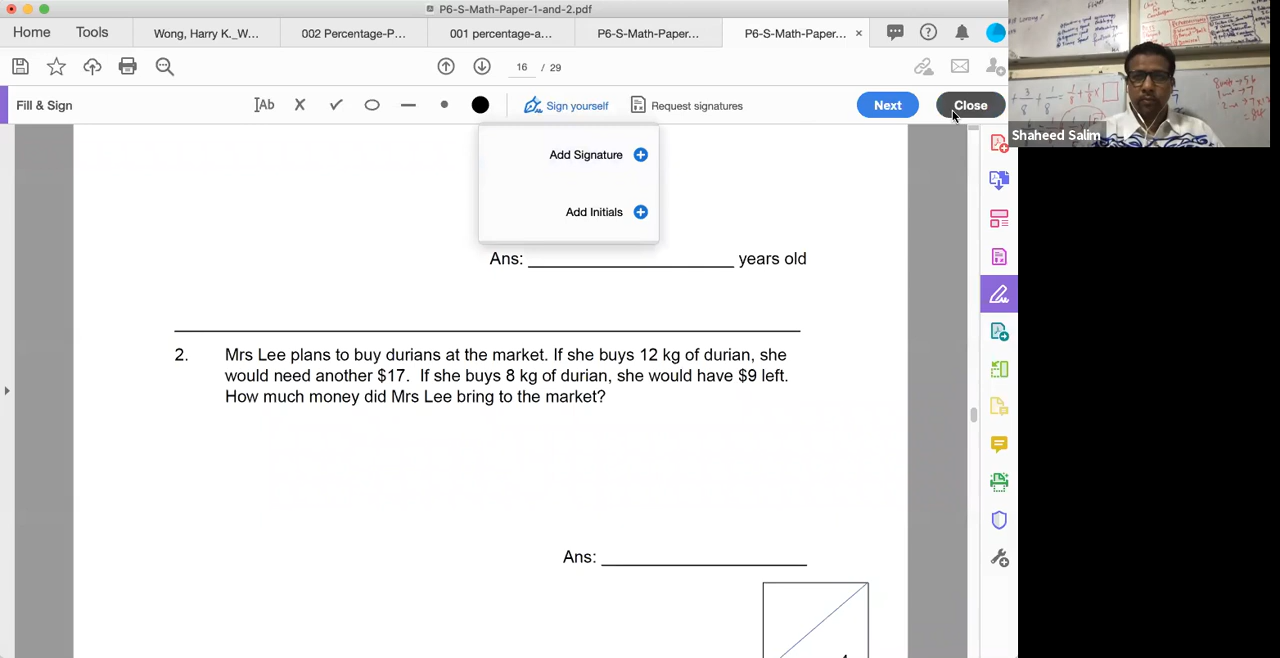 P6-S-Math-Paper-1-and-2.pdf
Home Tools Wong, Harry K._W... 002 Percentage-P... 001 percentage-a... P6-S-Math-Paper... P6-S-Math-Paper... ×
16 / 29
Fill & Sign Ab Sign yourself Request signatures Next Close
Shaheed Salim
Add Signature
Add Initials
Ans: years old
2. Mrs Lee plans to buy durians at the market. If she buys 12 kg of durian, she
would need another $17. If she buys 8 kg of durian, she would have $9 left.
How much money did Mrs Lee bring to the market?
Ans: